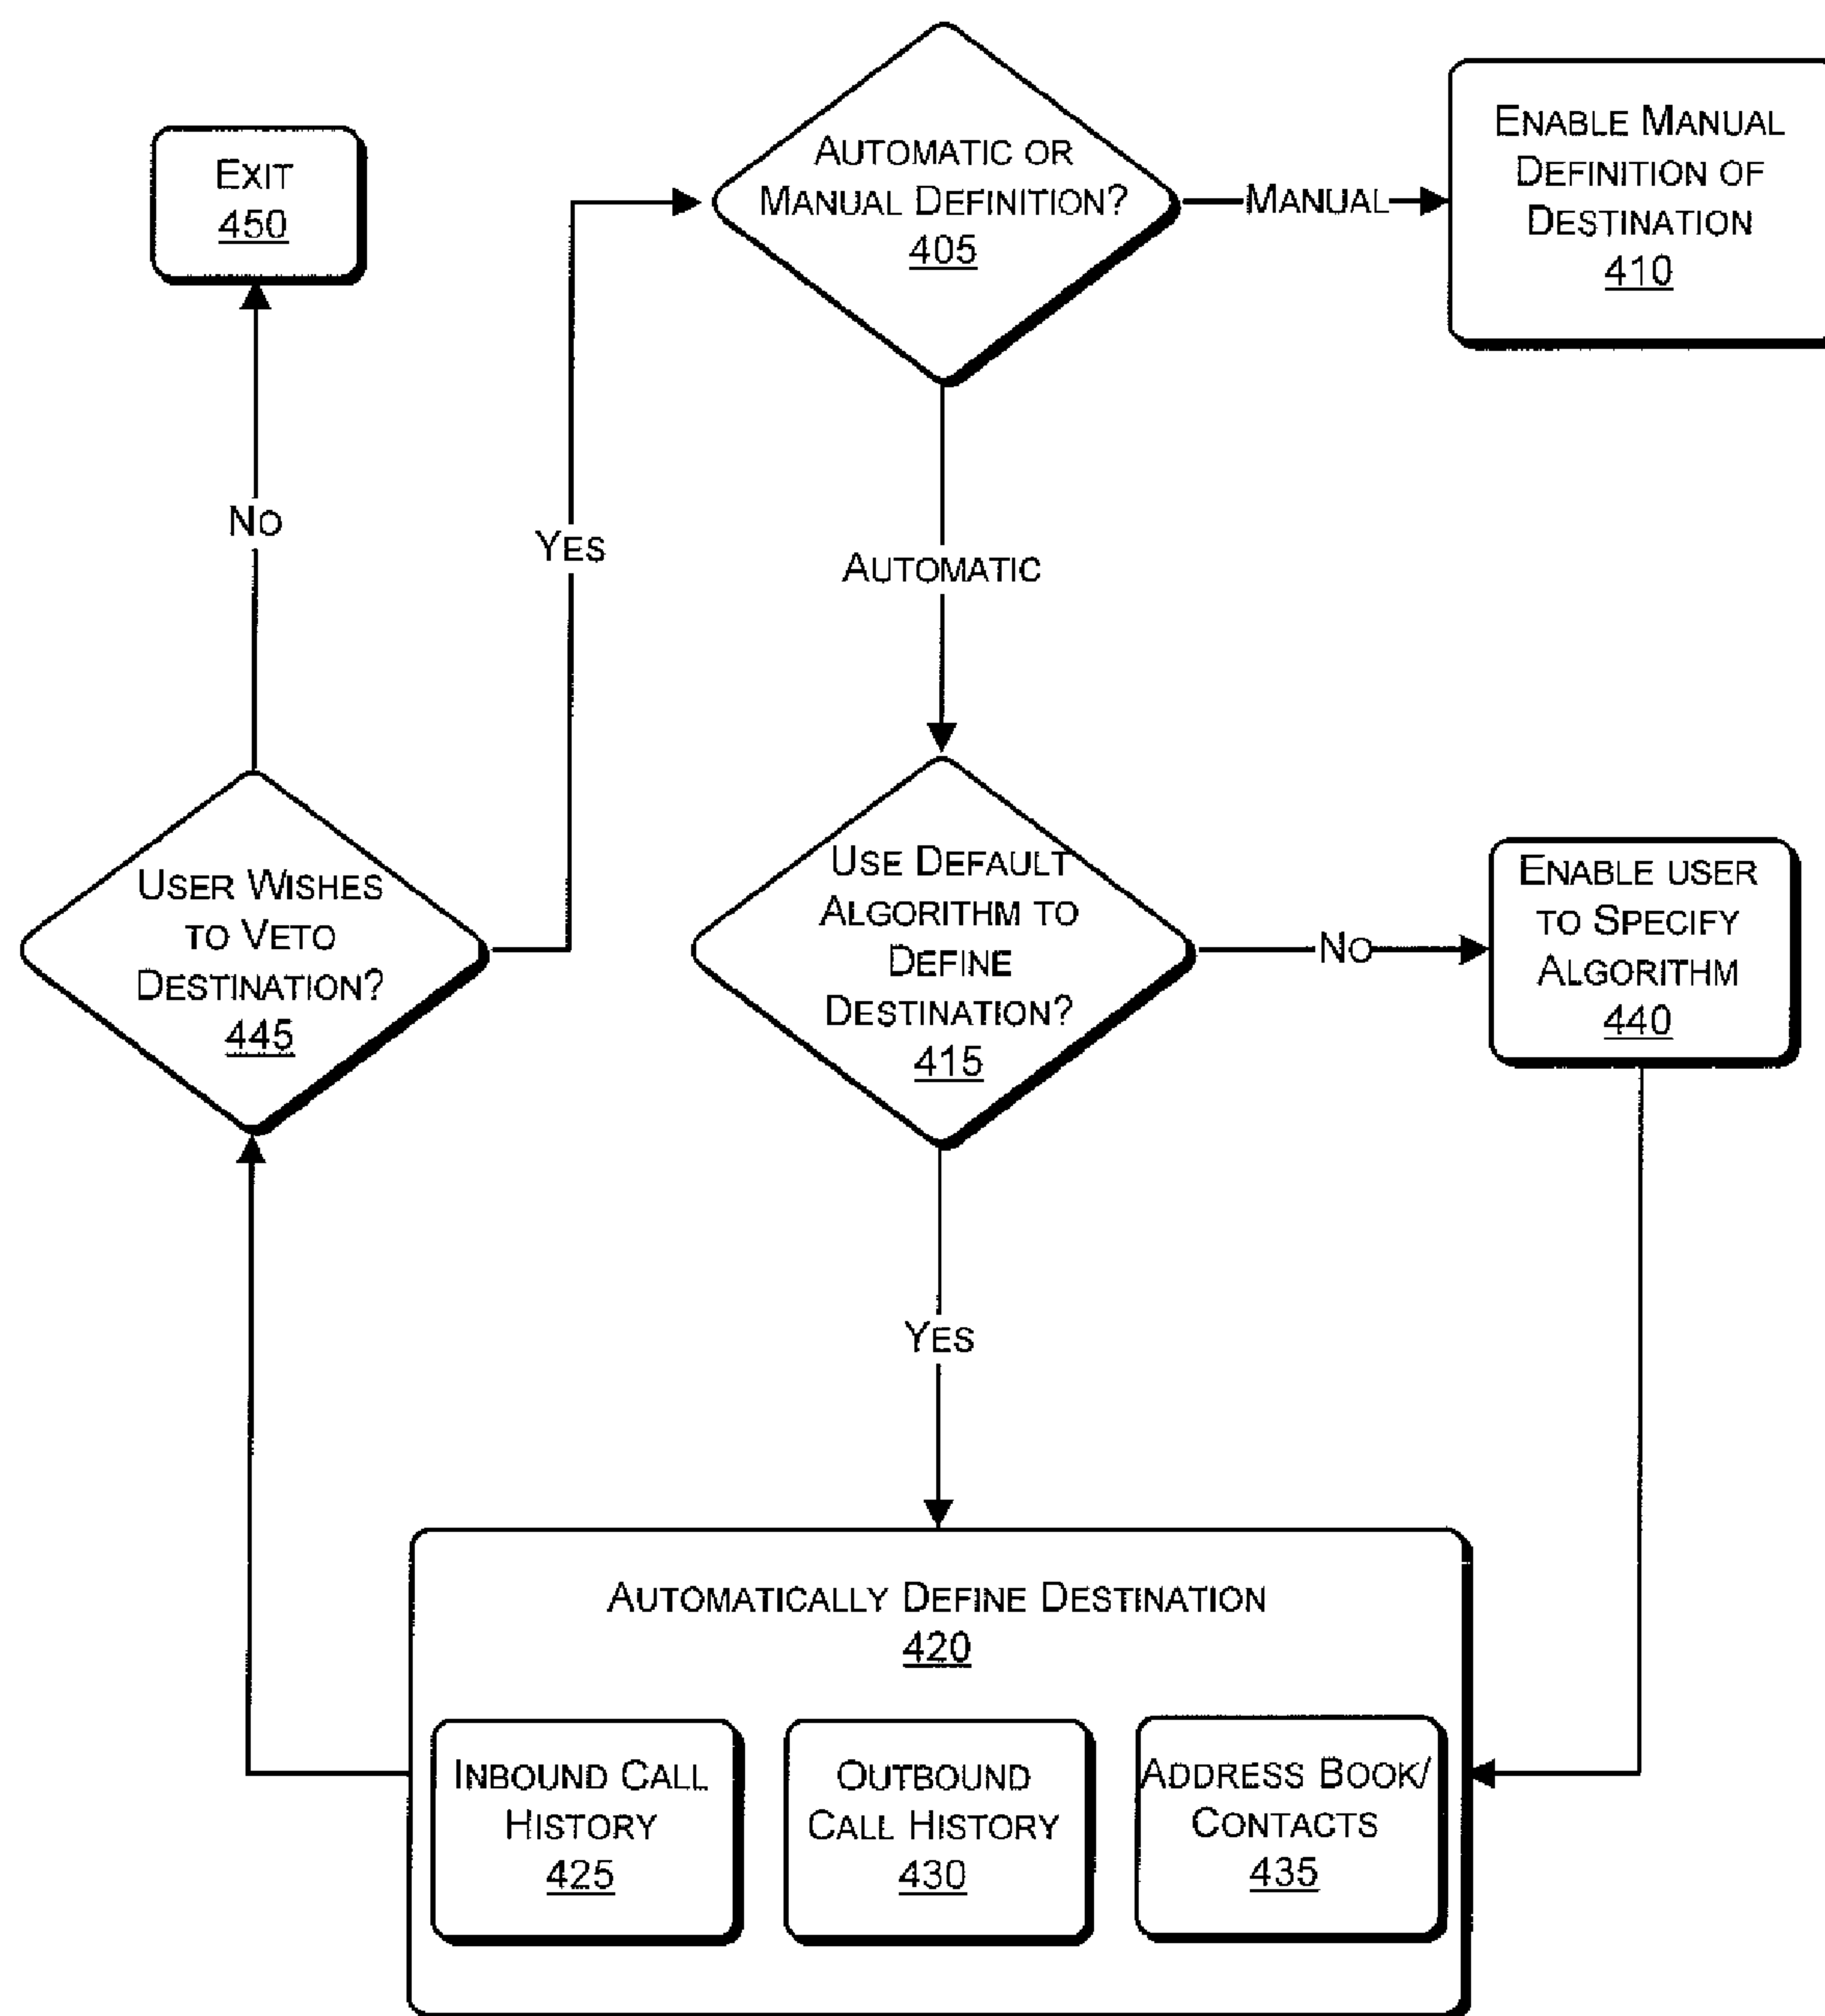 EXIT
450
AUTOMATIC OR
MANUAL DEFINITION?
405
MANUAL
ENABLE MANUAL
DEFINITION OF
DESTINATION
410
NO
YES
AUTOMATIC
USER WISHES
TO VETO
DESTINATION?
445
USE DEFAULT
ALGORITHM TO
DEFINE
DESTINATION?
415
NO
ENABLE USER
TO SPECIFY
ALGORITHM
440
YES
AUTOMATICALLY DEFINE DESTINATION
420
INBOUND CALL
HISTORY
425
OUTBOUND
CALL HISTORY
430
ADDRESS BOOK/
CONTACTS
435